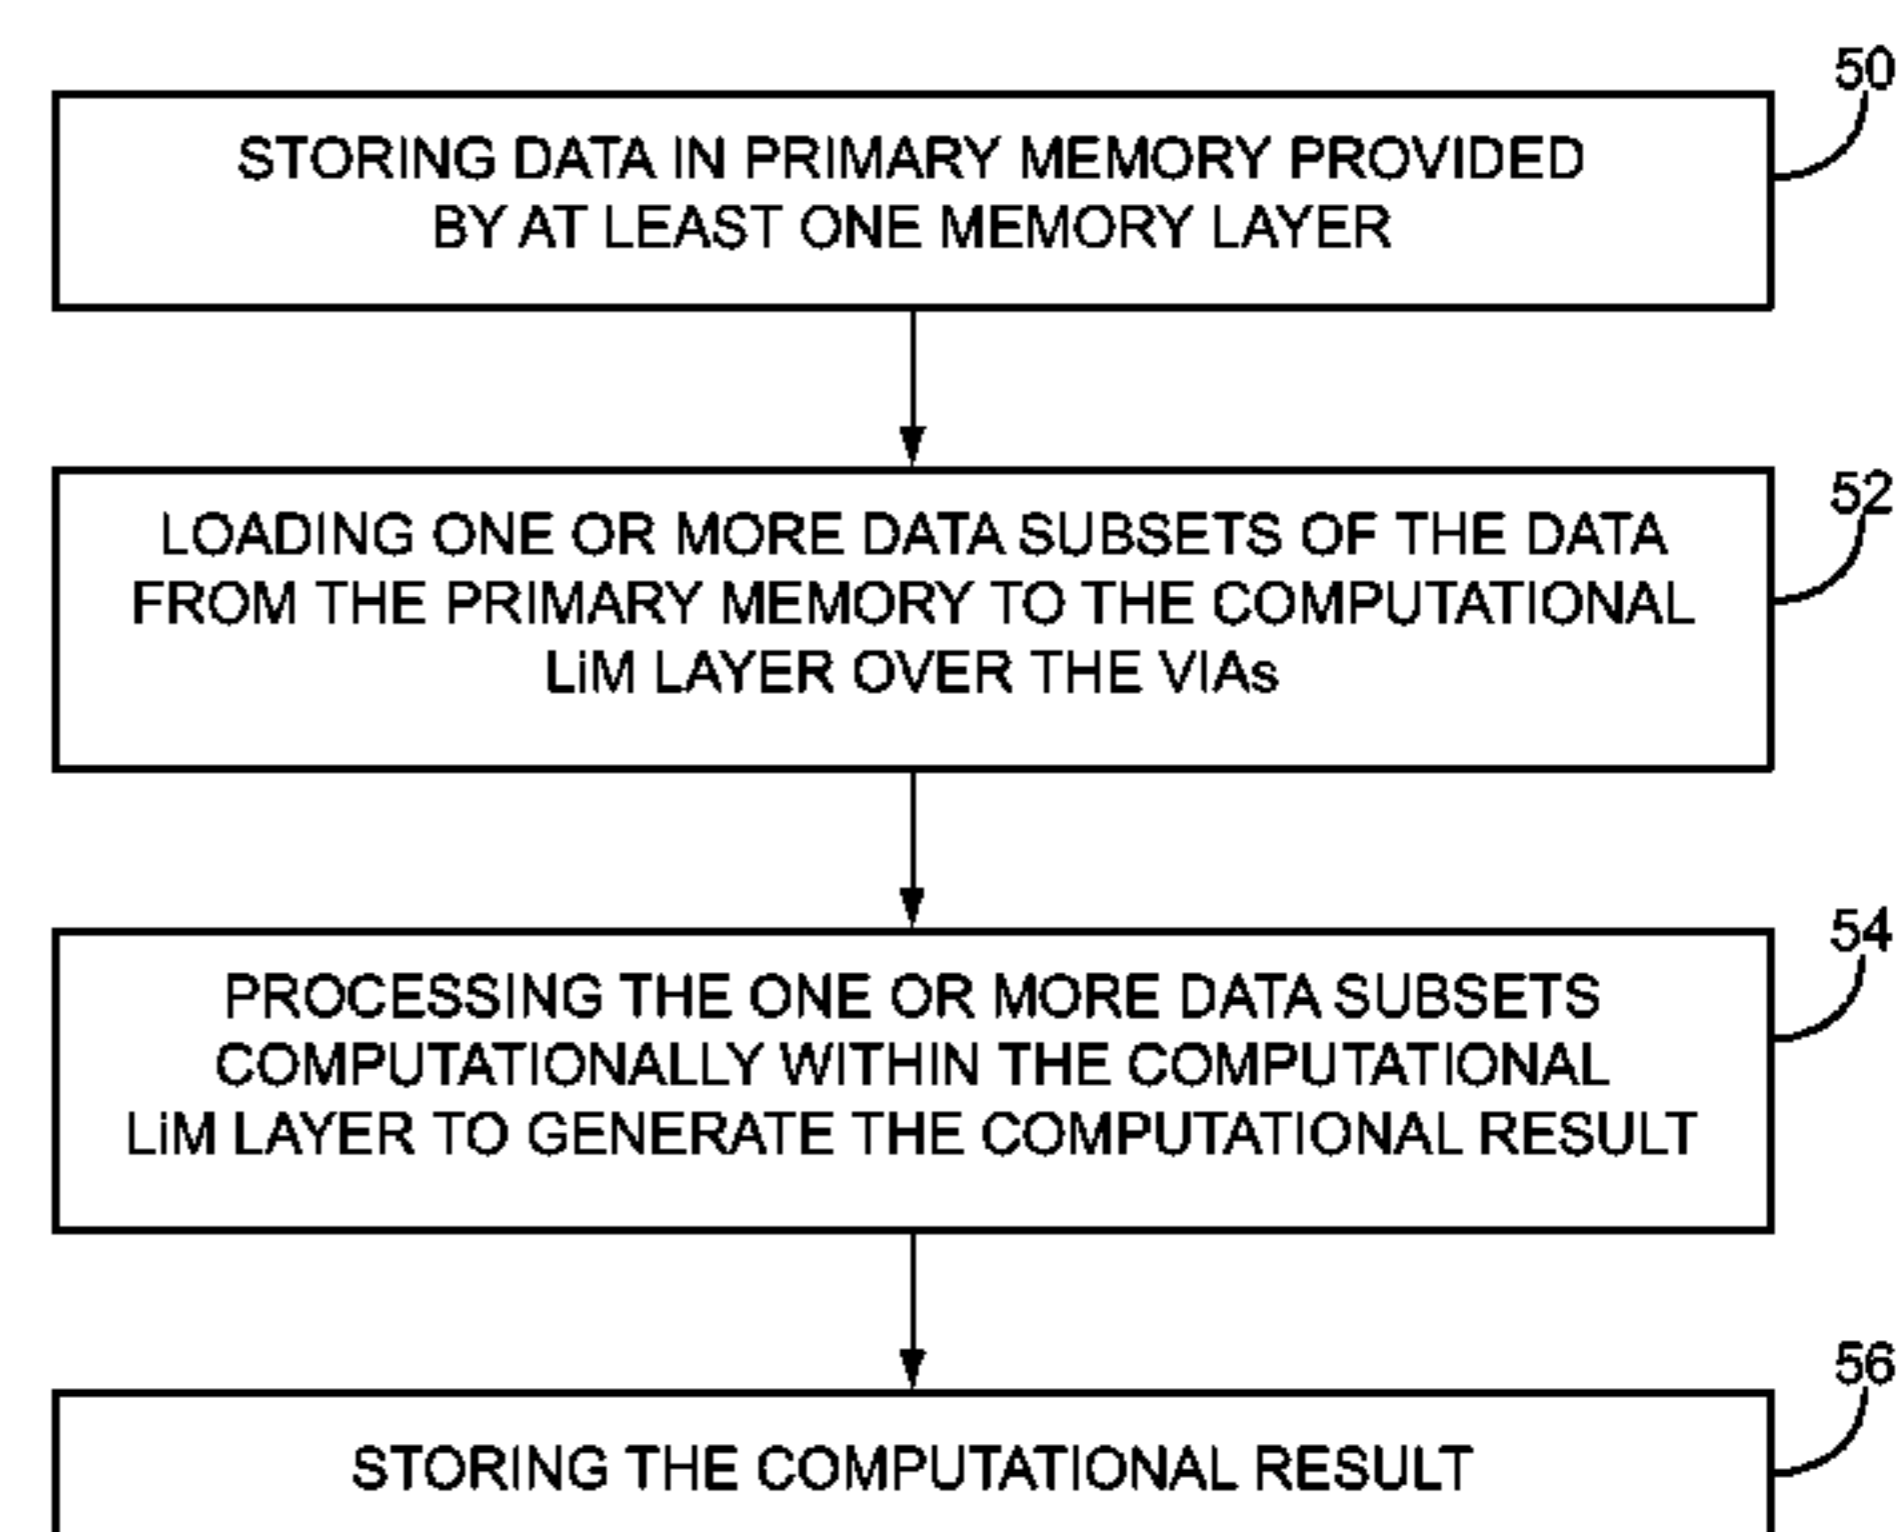 50
STORING DATA IN PRIMARY MEMORY PROVIDED
BY AT LEAST ONE MEMORY LAYER
52
LOADING ONE OR MORE DATA SUBSETS OF THE DATA
FROM THE PRIMARY MEMORY TO THE COMPUTATIONAL
LiM LAYER OVER THE VIAs
54
PROCESSING THE ONE OR MORE DATA SUBSETS
COMPUTATIONALLY WITHIN THE COMPUTATIONAL
LiM LAYER TO GENERATE THE COMPUTATIONAL RESULT
56
STORING THE COMPUTATIONAL RESULT